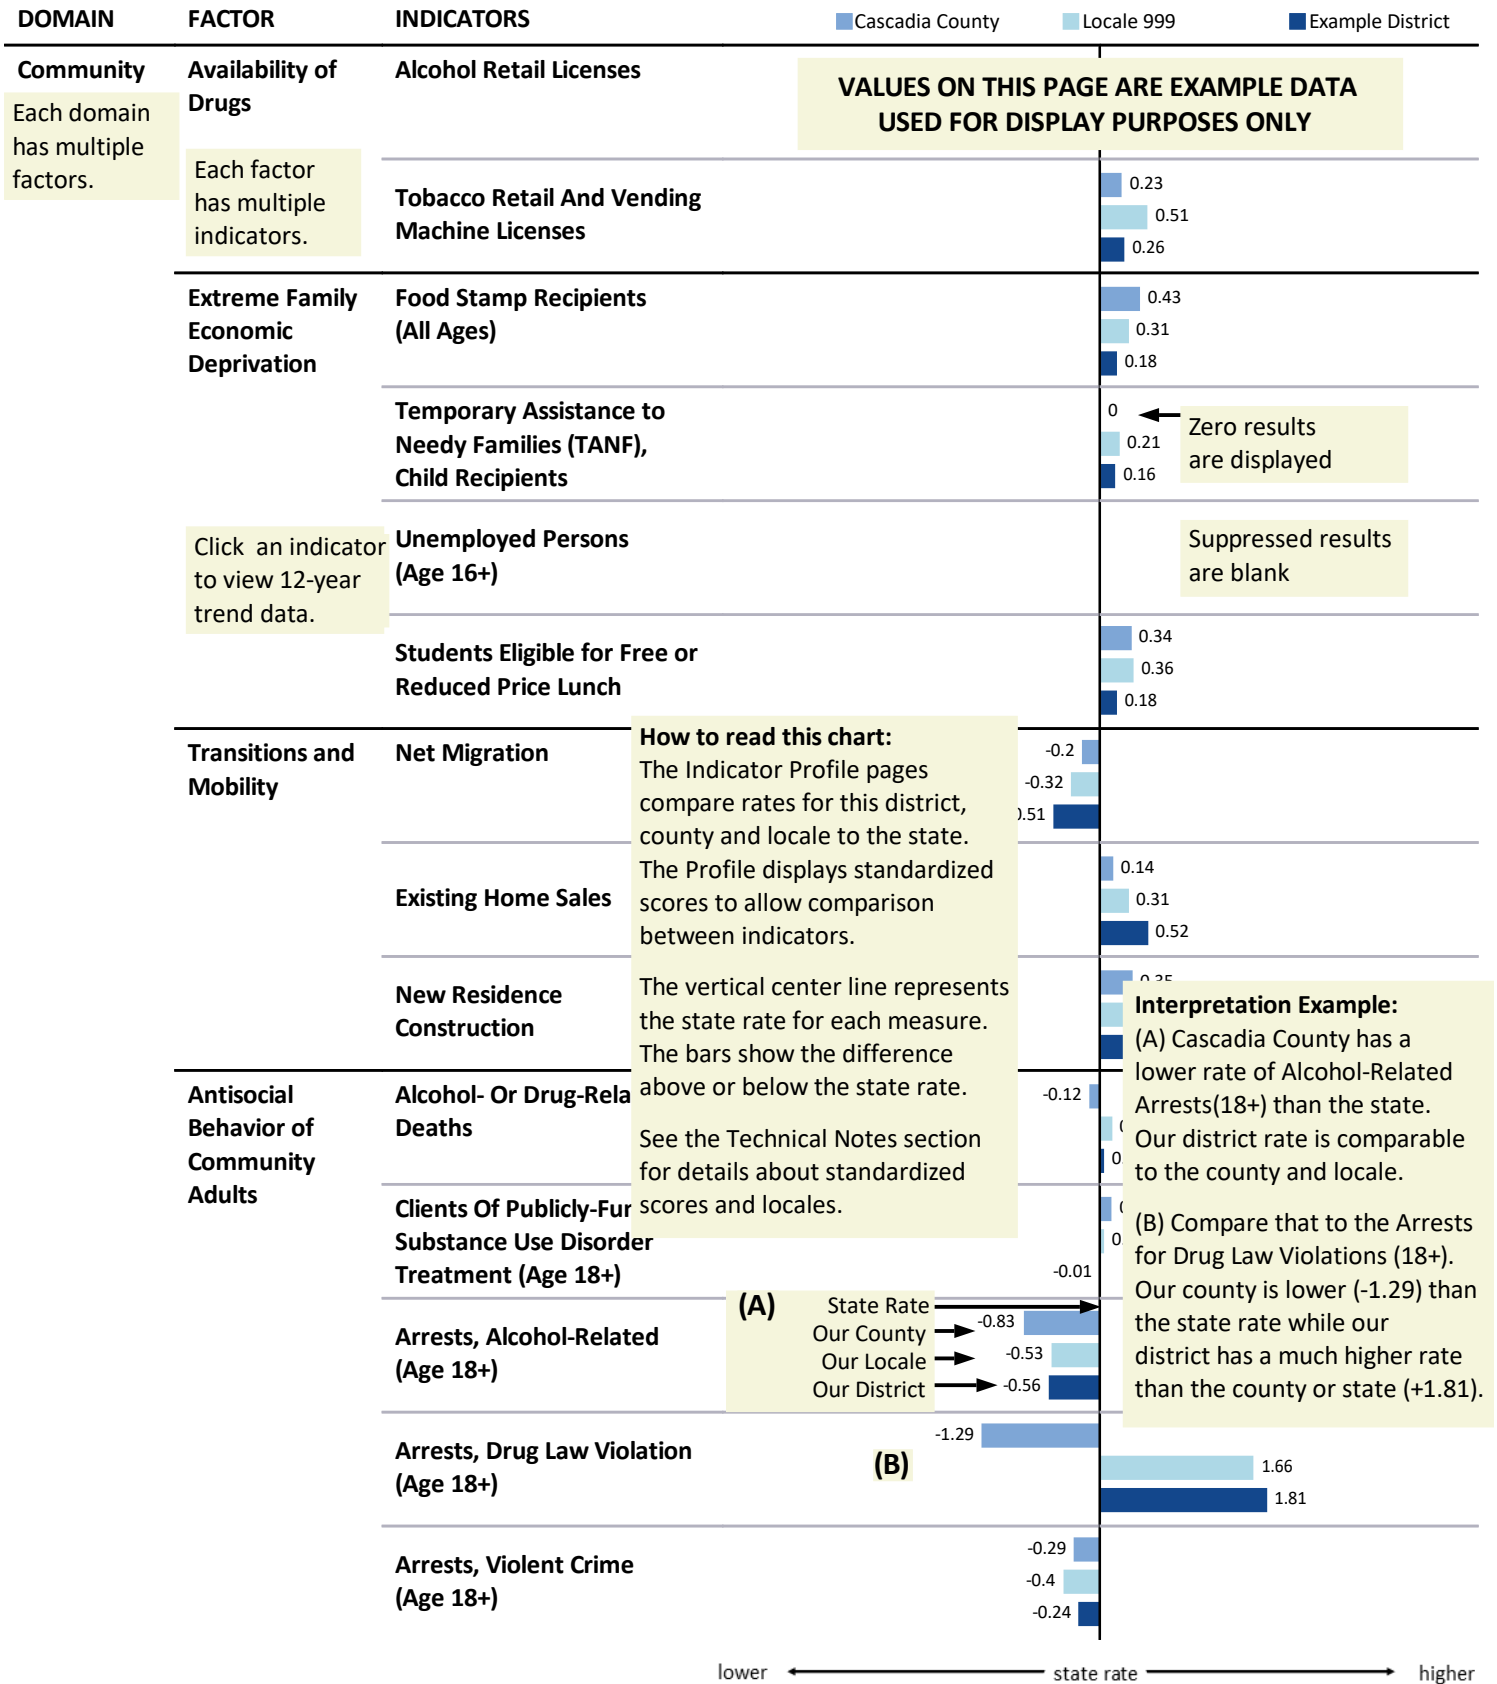 DOMAIN FACTOR INDICATORS Cascadia County Locale 999 Example District
Community
Each domain
has multiple
factors.
Availability of
Drugs
Each factor
has multiple
indicators.
Alcohol Retail Licenses
VALUES ON THIS PAGE ARE EXAMPLE DATA
USED FOR DISPLAY PURPOSES ONLY
Tobacco Retail And Vending
Machine Licenses
0.23
0.51
0.26
Extreme Family
Economic
Deprivation
Food Stamp Recipients
(All Ages)
0.43
0.31
0.18
Temporary Assistance to
Needy Families (TANF),
Child Recipients
0
0.21
0.16
Zero results
are displayed
Click an indicator
to view 12-year
trend data.
Unemployed Persons
(Age 16+)
Suppressed results
are blank
Students Eligible for Free or
Reduced Price Lunch
0.34
0.36
0.18
Transitions and
Mobility
Net Migration
-0.2
-0.32
.51
How to read this chart:
The Indicator Profile pages
compare rates for this district,
county and locale to the state.
The Profile displays standardized
scores to allow comparison
between indicators.
The vertical center line represents
the state rate for each measure.
The bars show the difference
above or below the state rate.
See the Technical Notes section
for details about standardized
scores and locales.
Existing Home Sales
0.14
0.31
0.52
New Residence
Construction
Interpretation Example:
(A) Cascadia County has a
lower rate of Alcohol-Related
Arrests(18+) than the state.
Our district rate is comparable
to the county and locale.
(B) Compare that to the Arrests
for Drug Law Violations (18+).
Our county is lower (-1.29) than
the state rate while our
district has a much higher rate
than the county or state (+1.81).
Antisocial
Behavior of
Community
Adults
Alcohol- Or Drug-Rela
Deaths
-0.12
0.
Clients Of Publicly-Fun
Substance Use Disorder
Treatment (Age 18+)
0.
-0.01
Arrests, Alcohol-Related
(Age 18+)
(A) State Rate
Our County -0.83
Our Locale -0.53
Our District -0.56
Arrests, Drug Law Violation
(Age 18+)
(B)
-1.29
1.66
1.81
Arrests, Violent Crime
(Age 18+)
-0.29
-0.4
-0.24
lower state rate higher